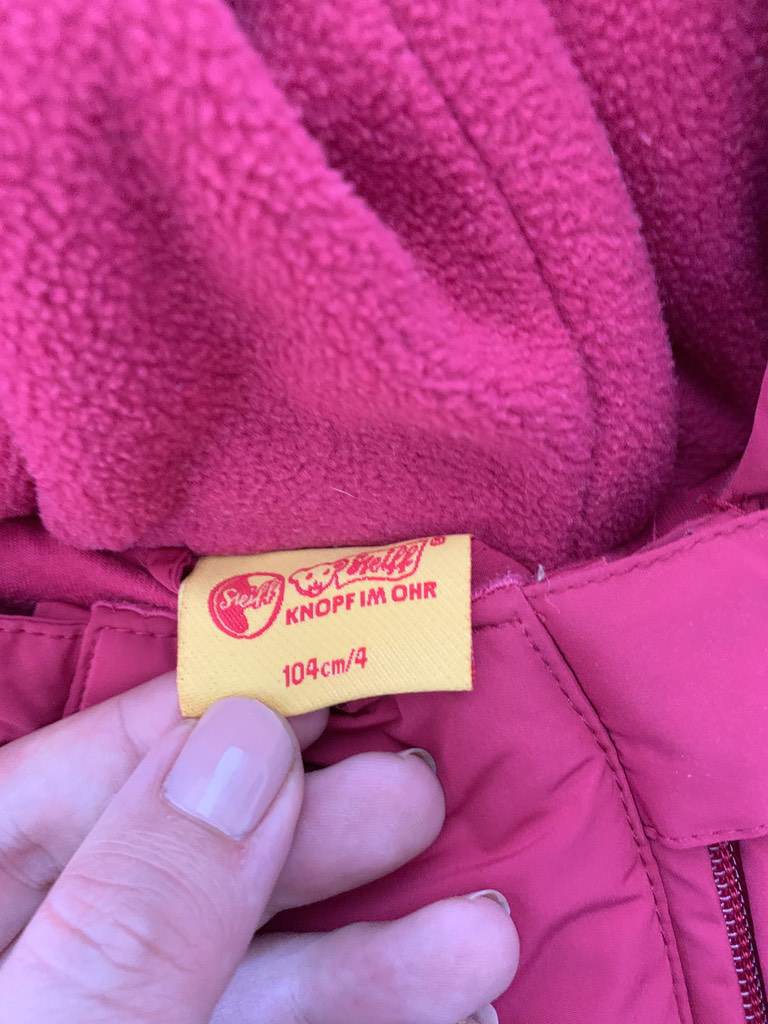 Steiff
Steiff®
KNOPF IM OHR
104cm/4